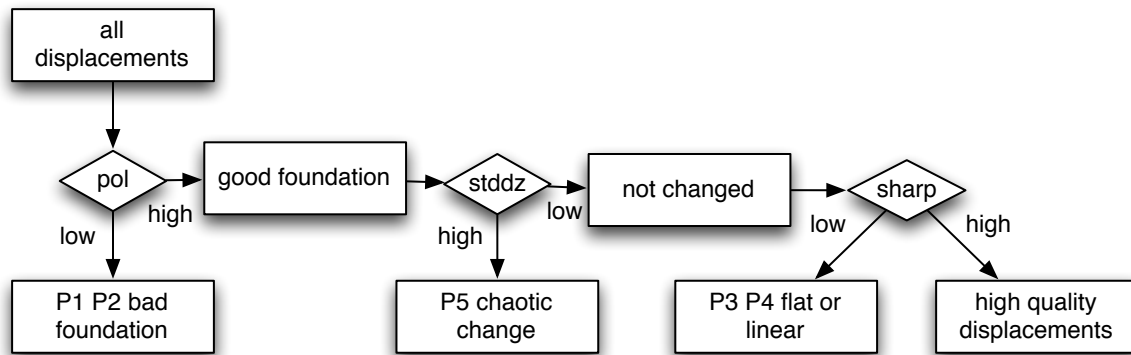 all
displacements
pol
high
low
good foundation
stddz
low
high
not changed
sharp
low
high
P1 P2 bad
foundation
P5 chaotic
change
P3 P4 flat or
linear
high quality
displacements